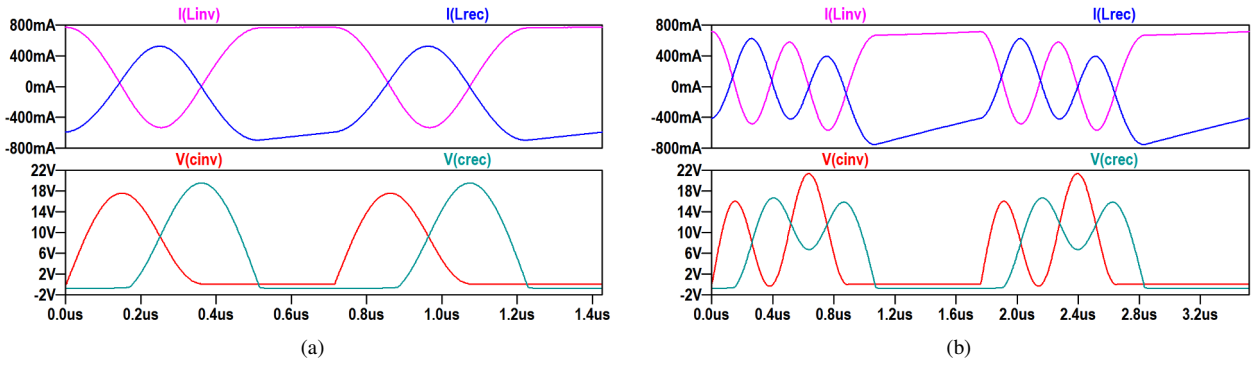 I(Linv) I(Lrec)
800mA
400mA
0mA
-400mA
-800mA
V(cinv) V(crec)
22V
18V
14V
10V
6V
2V
-2V
0.0us 0.2us 0.4us 0.6us 0.8us 1.0us 1.2us 1.4us
(a)
I(Linv) I(Lrec)
800mA
400mA
0mA
-400mA
-800mA
V(cinv) V(crec)
22V
18V
14V
10V
6V
2V
-2V
0.0us 0.4us 0.8us 1.2us 1.6us 2.0us 2.4us 2.8us 3.2us
(b)